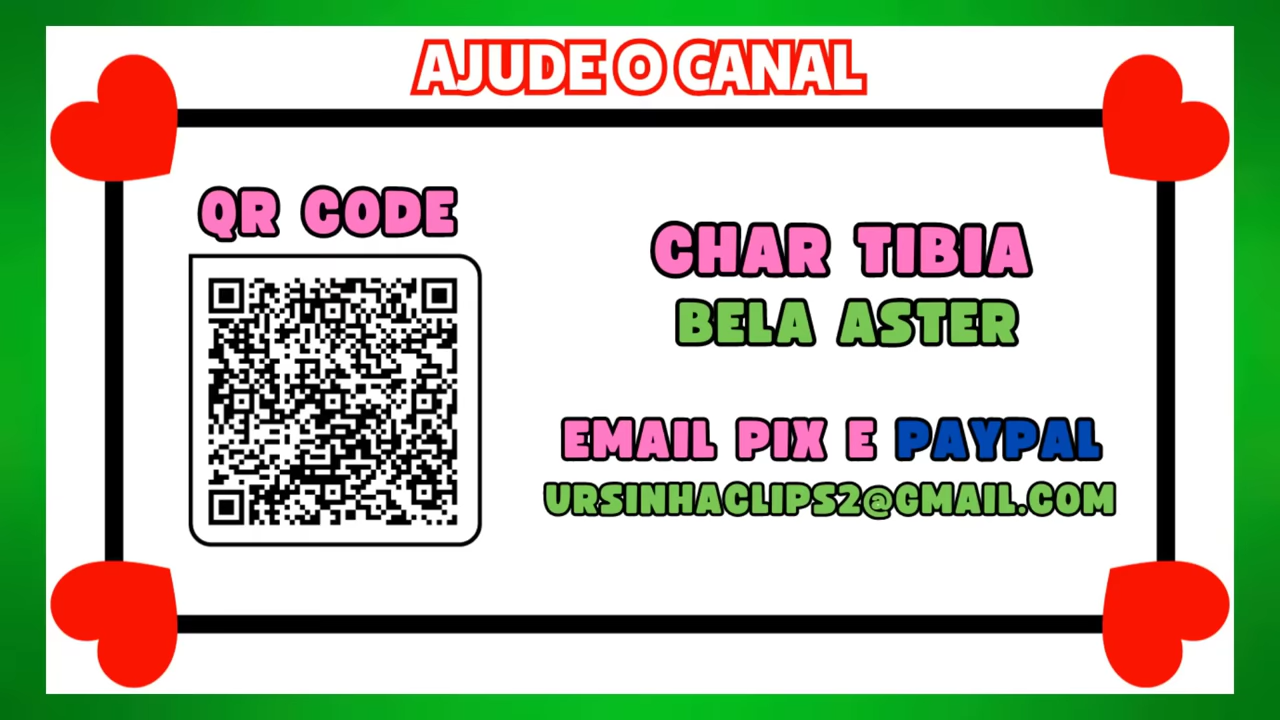 AJUDE O CANAL
QR CODE
CHAR TIBIA
BELA ASTER
EMAIL PIX E PAYPAL
URSINHACLIPS2@GMAIL.COM